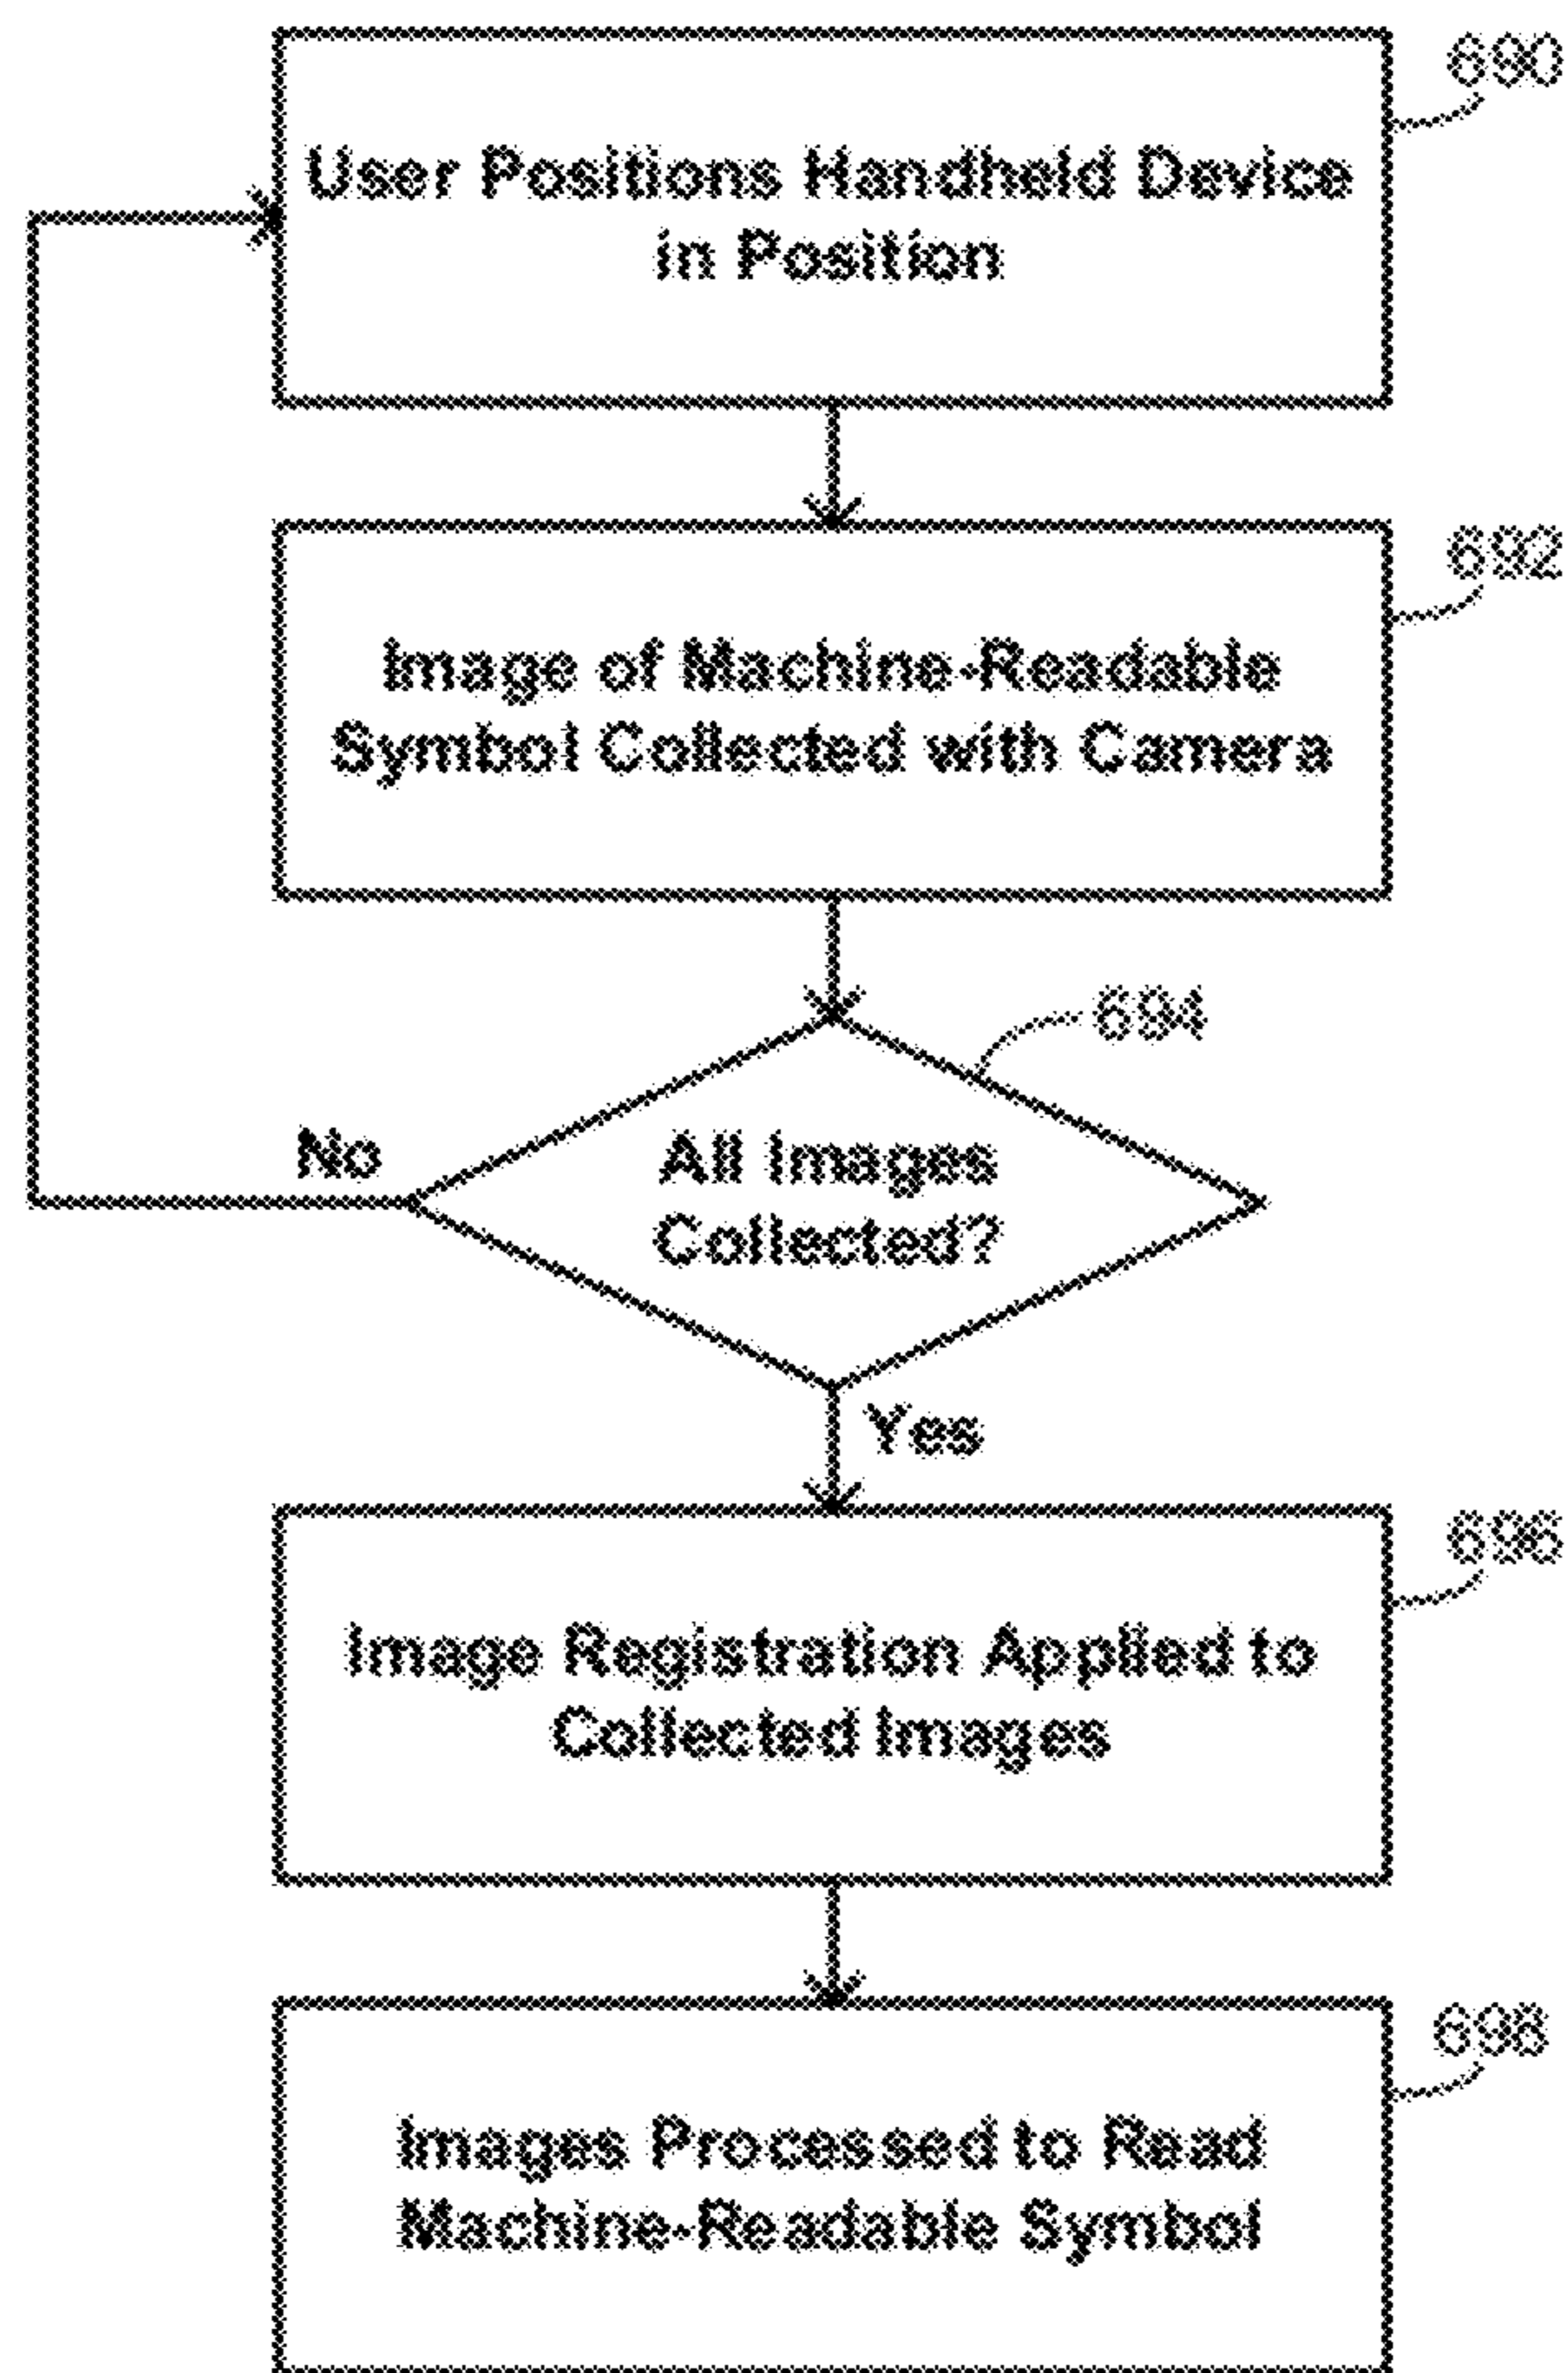 690
User Positions Handheld Device
in Position
692
Image of Machine-Readable
Symbol Collected with Camera
694
No
All Images
Collected?
Yes
696
Image Registration Applied to
Collected Images
698
Images Processed to Read
Machine-Readable Symbol